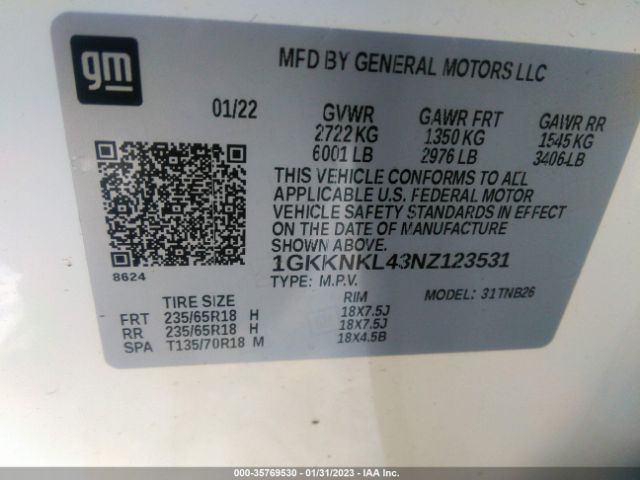 gm
MFD BY GENERAL MOTORS LLC
01/22 GVWR GAWR FRT GAWR RR
2722 KG 1350 KG 1545 KG
6001 LB 2976 LB 3406 LB
THIS VEHICLE CONFORMS TO ALL
APPLICABLE U.S. FEDERAL MOTOR
VEHICLE SAFETY STANDARDS IN EFFECT
ON THE DATE OF MANUFACTURE
SHOWN ABOVE.
1GKKNKL43NZ123531
8624
TYPE: M.P.V. MODEL: 31TNB26
TIRE SIZE RIM
FRT 235/65R18 H 18X7.5J
RR 235/65R18 H 18X7.5J
SPA T135/70R18 M 18X4.5B
000-35769530 - 01/31/2023 - IAA Inc.